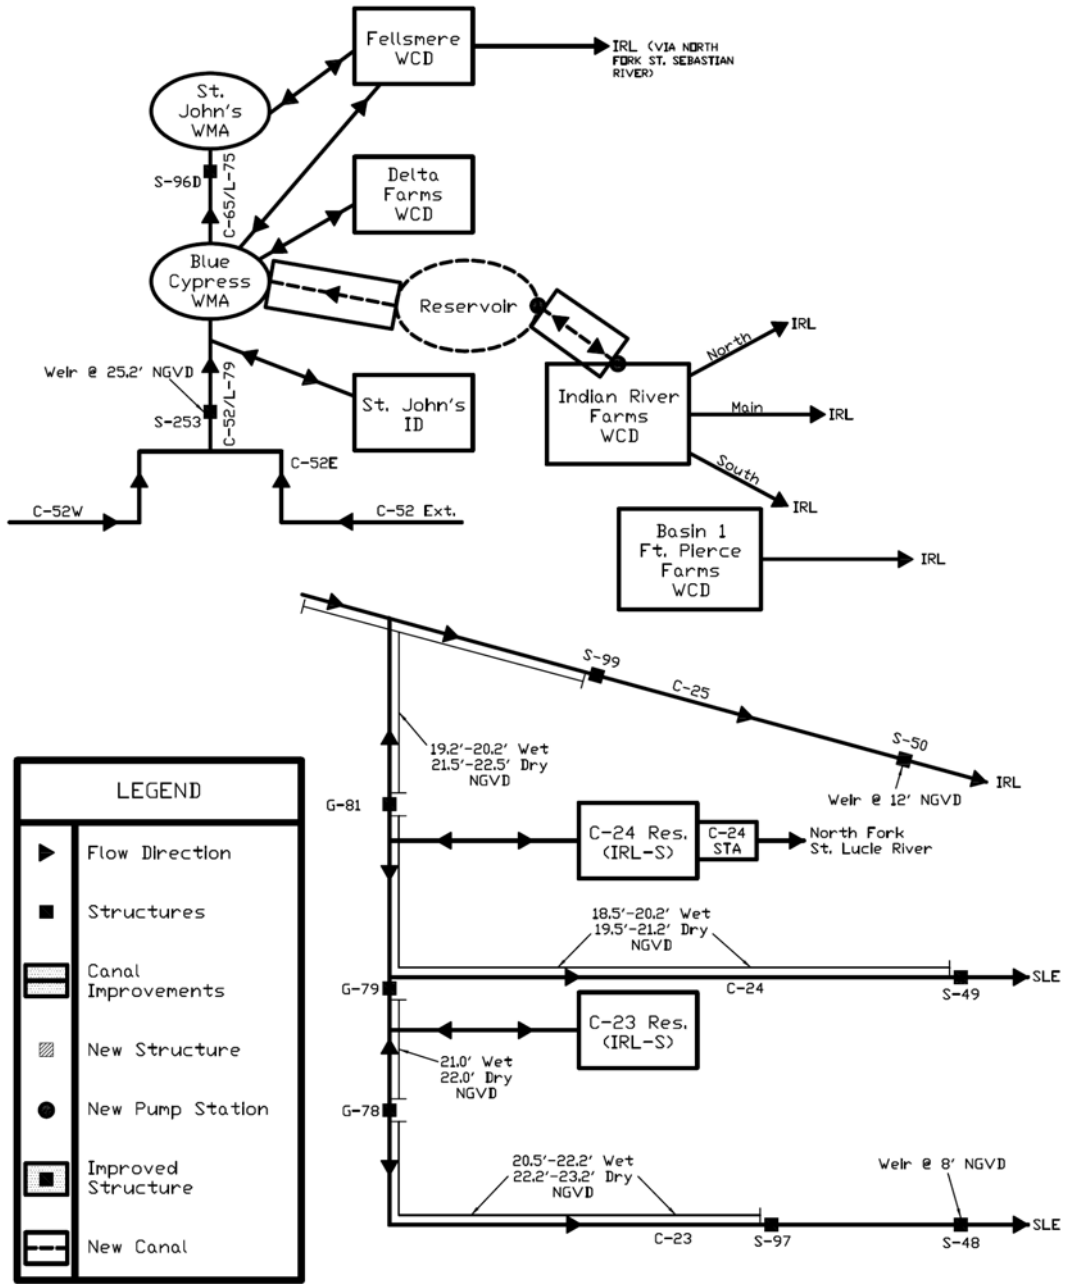 Fellsmere
WCD
IRL (VIA NORTH
FORK ST. SEBASTIAN
RIVER)
St.
John's
WMA
S-96D
C-65/L-75
Delta
Farms
WCD
Blue
Cypress
WMA
Reservoir
North
IRL
Weir @ 25.2' NGVD
S-253
C-52/L-79
St. John's
ID
Indian River
Farms
WCD
Main
IRL
South
IRL
C-52E
C-52W
C-52 Ext.
Basin 1
Ft. Pierce
Farms
WCD
IRL
S-99
C-25
S-50
IRL
Weir @ 12' NGVD
19.2'-20.2' Wet
21.5'-22.5' Dry
NGVD
G-81
C-24 Res.
(IRL-S)
C-24
STA
North Fork
St. Lucie River
18.5'-20.2' Wet
19.5'-21.2' Dry
NGVD
G-79
C-24
S-49
SLE
C-23 Res.
(IRL-S)
21.0' Wet
22.0' Dry
NGVD
G-78
20.5'-22.2' Wet
22.2'-23.2' Dry
NGVD
Weir @ 8' NGVD
C-23
S-97
S-48
SLE
LEGEND
Flow Direction
Structures
Canal
Improvements
New Structure
New Pump Station
Improved
Structure
New Canal